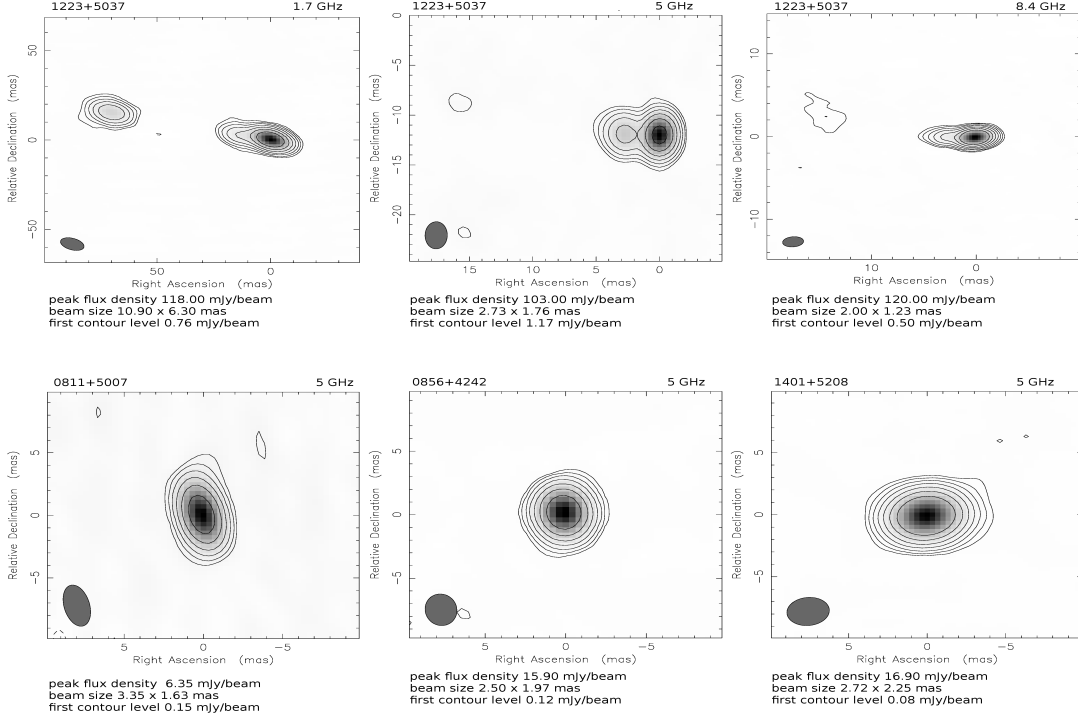 1223+5037 1.7 GHz
1223+5037 5 GHz
1223+5037 8.4 GHz
Relative Declination (mas)
50
0
−50
50 0
Right Ascension (mas)
peak flux density 118.00 mJy/beam
beam size 10.90 x 6.30 mas
first contour level 0.76 mJy/beam
Relative Declination (mas)
0
−5
−10
−15
−20
15 10 5 0
Right Ascension (mas)
peak flux density 103.00 mJy/beam
beam size 2.73 x 1.76 mas
first contour level 1.17 mJy/beam
Relative Declination (mas)
10
0
−10
10 0
Right Ascension (mas)
peak flux density 120.00 mJy/beam
beam size 2.00 x 1.23 mas
first contour level 0.50 mJy/beam
0811+5007 5 GHz
0856+4242 5 GHz
1401+5208 5 GHz
Relative Declination (mas)
5
0
−5
5 0 −5
Right Ascension (mas)
peak flux density 6.35 mJy/beam
beam size 3.35 x 1.63 mas
first contour level 0.15 mJy/beam
Relative Declination (mas)
5
0
−5
5 0 −5
Right Ascension (mas)
peak flux density 15.90 mJy/beam
beam size 2.50 x 1.97 mas
first contour level 0.12 mJy/beam
Relative Declination (mas)
5
0
−5
5 0 −5
Right Ascension (mas)
peak flux density 16.90 mJy/beam
beam size 2.72 x 2.25 mas
first contour level 0.08 mJy/beam